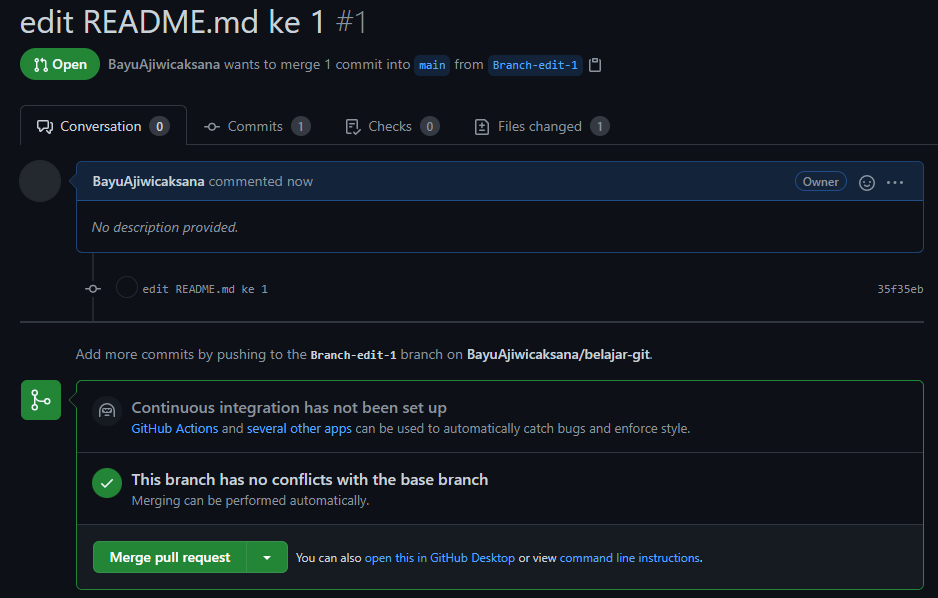 edit README.md ke 1 #1
Open BayuAjiwicaksana wants to merge 1 commit into main from Branch-edit-1
Conversation 0 Commits 1 Checks 0 Files changed 1
BayuAjiwicaksana commented now Owner
No description provided.
edit README.md ke 1 35f35eb
Add more commits by pushing to the Branch-edit-1 branch on BayuAjiwicaksana/belajar-git.
Continuous integration has not been set up
GitHub Actions and several other apps can be used to automatically catch bugs and enforce style.
This branch has no conflicts with the base branch
Merging can be performed automatically.
Merge pull request You can also open this in GitHub Desktop or view command line instructions.